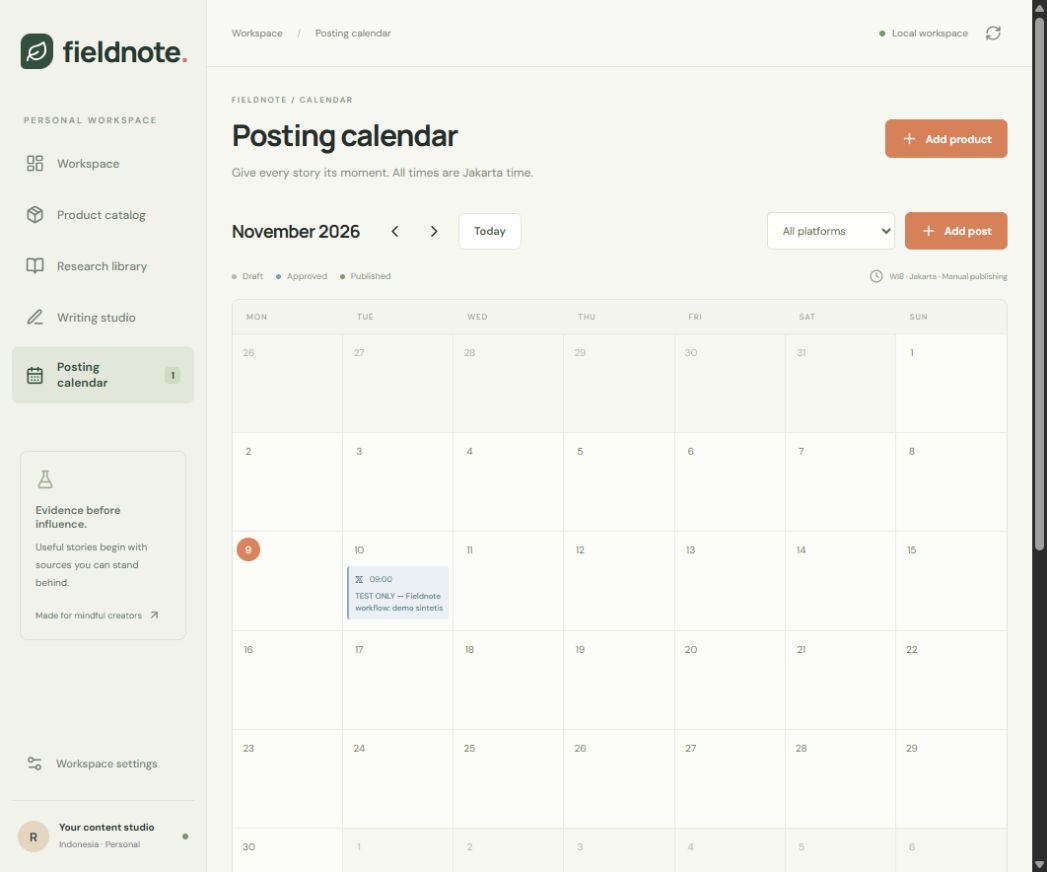 fieldnote.
PERSONAL WORKSPACE
Workspace
Product catalog
Research library
Writing studio
Posting
calendar
1
Evidence before
influence.
Useful stories begin with
sources you can stand
behind.
Made for mindful creators
Workspace settings
R
Your content studio
Indonesia · Personal
Workspace / Posting calendar
Local workspace
FIELDNOTE / CALENDAR
Posting calendar
Add product
Give every story its moment. All times are Jakarta time.
November 2026
Today
All platforms
Add post
Draft Approved Published
WIB · Jakarta · Manual publishing
MON TUE WED THU FRI SAT SUN
26 27 28 29 30 31 1
2 3 4 5 6 7 8
9 10 11 12 13 14 15
X 09:00
TEST ONLY — Fieldnote
workflow: demo sintetis
16 17 18 19 20 21 22
23 24 25 26 27 28 29
30 1 2 3 4 5 6